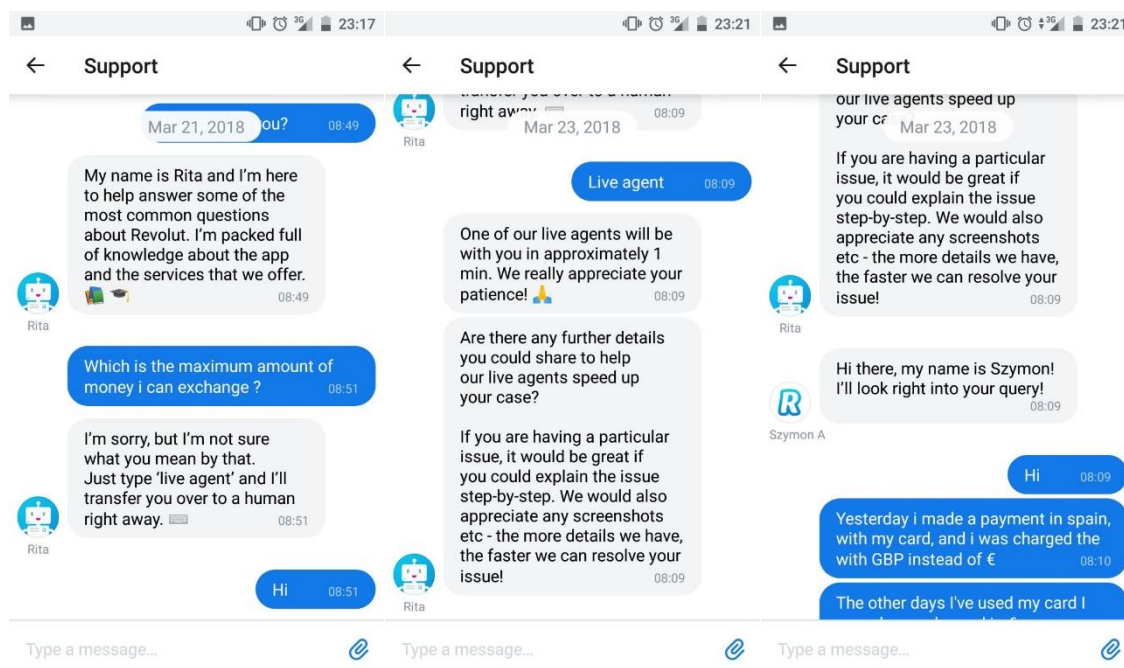 3G 23:17
Support
Mar 21, 2018
ou? 08:49
My name is Rita and I'm here
to help answer some of the
most common questions
about Revolut. I'm packed full
of knowledge about the app
and the services that we offer.
08:49
Rita
Which is the maximum amount of
money i can exchange ?
08:51
I'm sorry, but I'm not sure
what you mean by that.
Just type 'live agent' and I'll
transfer you over to a human
right away.
08:51
Rita
Hi 08:51
Type a message...
3G 23:21
Support
transfer you over to a human
right away
08:09
Mar 23, 2018
Rita
Live agent 08:09
One of our live agents will be
with you in approximately 1
min. We really appreciate your
patience!
08:09
Are there any further details
you could share to help
our live agents speed up
your case?
If you are having a particular
issue, it would be great if
you could explain the issue
step-by-step. We would also
appreciate any screenshots
etc - the more details we have,
the faster we can resolve your
issue!
08:09
Rita
Type a message...
3G 23:21
Support
our live agents speed up
your ca
Mar 23, 2018
If you are having a particular
issue, it would be great if
you could explain the issue
step-by-step. We would also
appreciate any screenshots
etc - the more details we have,
the faster we can resolve your
issue!
08:09
Rita
Hi there, my name is Szymon!
I'll look right into your query!
08:09
R
Szymon A
Hi 08:09
Yesterday i made a payment in spain,
with my card, and i was charged the
with GBP instead of €
08:10
The other days I've used my card I
Type a message...